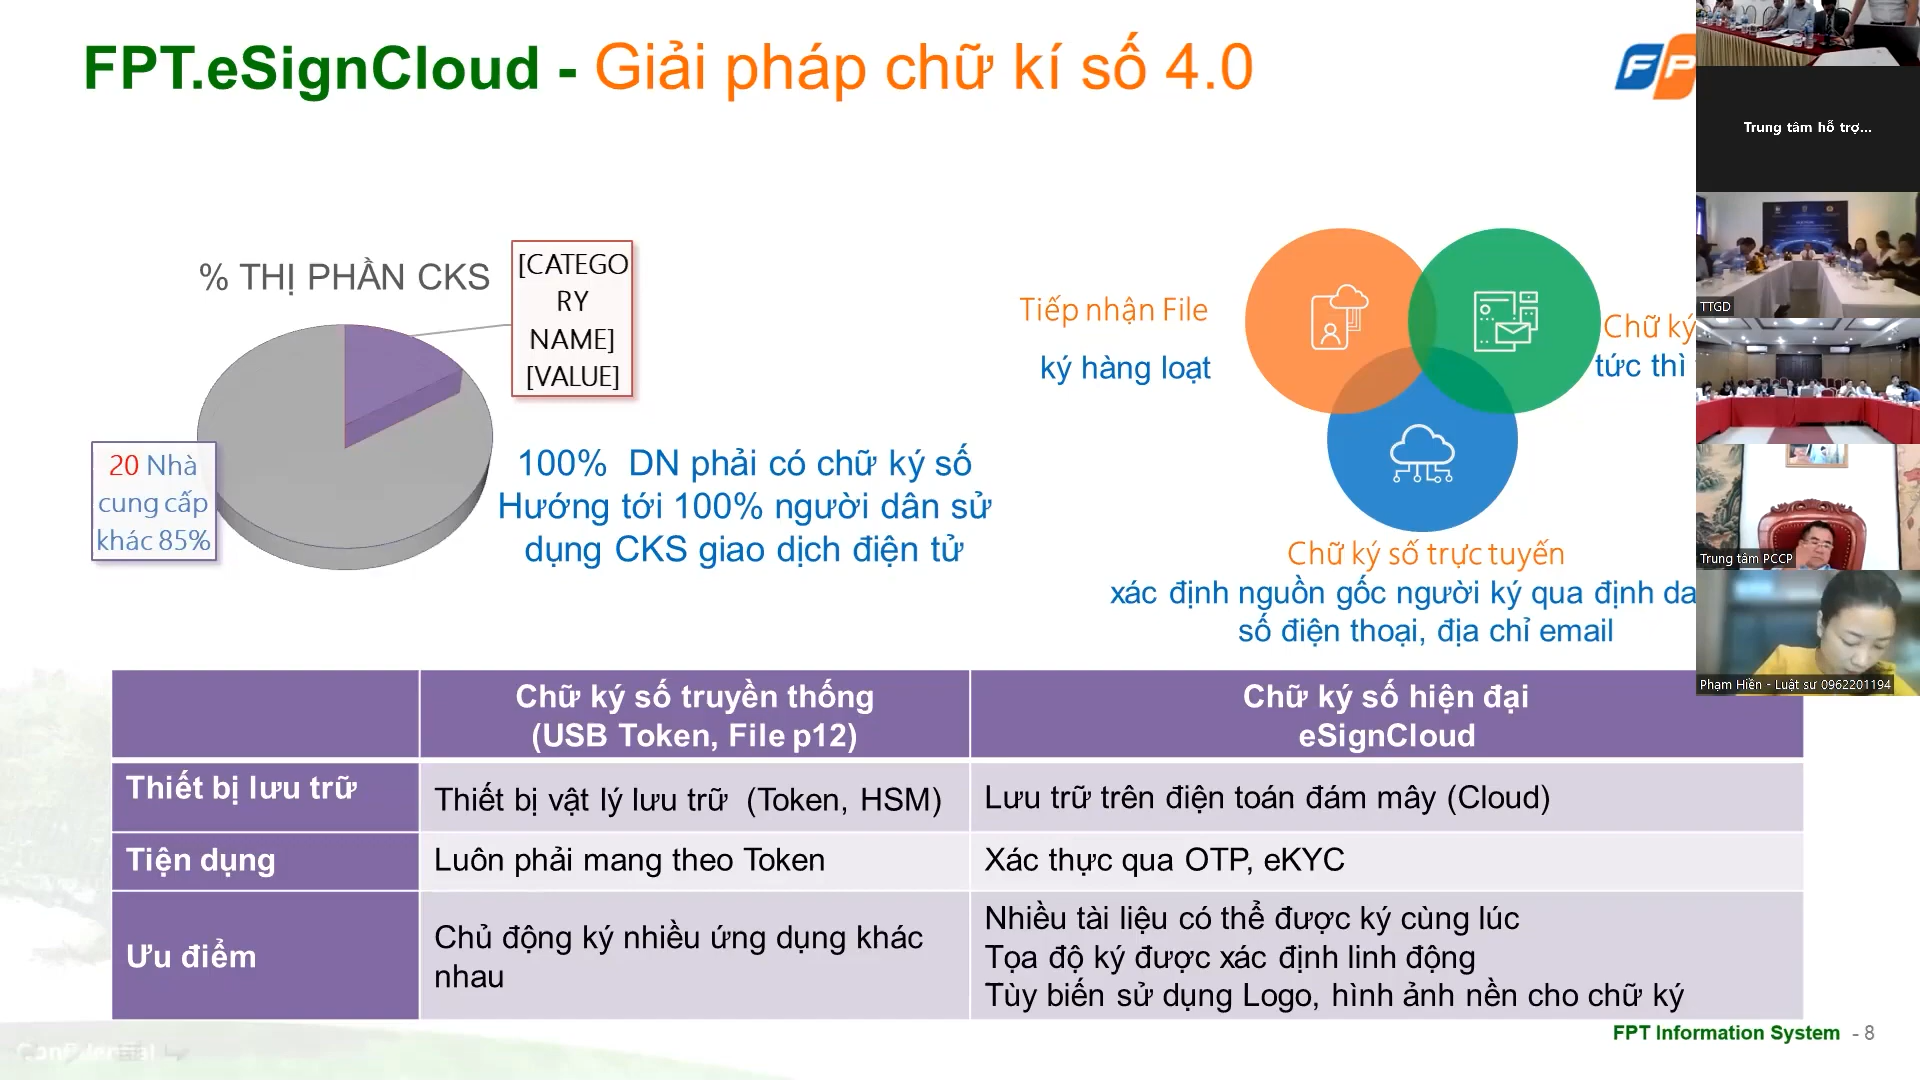 FPT.eSignCloud - Giải pháp chữ kí số 4.0
FP
Trung tâm hỗ trợ...
TTGD
Trung tâm PCCP
Phạm Hiền - Luật sư 0962201194
% THỊ PHẦN CKS
[CATEGO
RY
NAME]
[VALUE]
20 Nhà
cung cấp
khác 85%
100% DN phải có chữ ký số
Hướng tới 100% người dân sử
dụng CKS giao dịch điện tử
Tiếp nhận File
ký hàng loạt
Chữ ký
tức thì
Chữ ký số trực tuyến
xác định nguồn gốc người ký qua định da
số điện thoại, địa chỉ email
Chữ ký số truyền thống
(USB Token, File p12)
Chữ ký số hiện đại
eSignCloud
Thiết bị lưu trữ
Thiết bị vật lý lưu trữ (Token, HSM)
Lưu trữ trên điện toán đám mây (Cloud)
Tiện dụng
Luôn phải mang theo Token
Xác thực qua OTP, eKYC
Ưu điểm
Chủ động ký nhiều ứng dụng khác
nhau
Nhiều tài liệu có thể được ký cùng lúc
Tọa độ ký được xác định linh động
Tùy biến sử dụng Logo, hình ảnh nền cho chữ ký
FPT Information System - 8